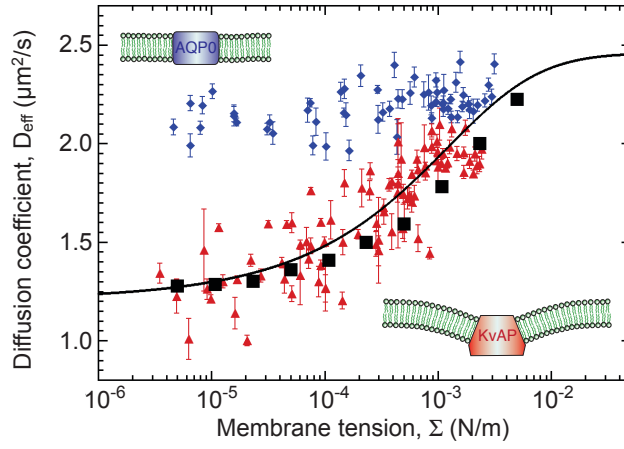 AQP0
Diffusion coefficient, D_eff (µm²/s)
2.5
2.0
1.5
1.0
KvAP
10⁻⁶ 10⁻⁵ 10⁻⁴ 10⁻³ 10⁻²
Membrane tension, Σ (N/m)